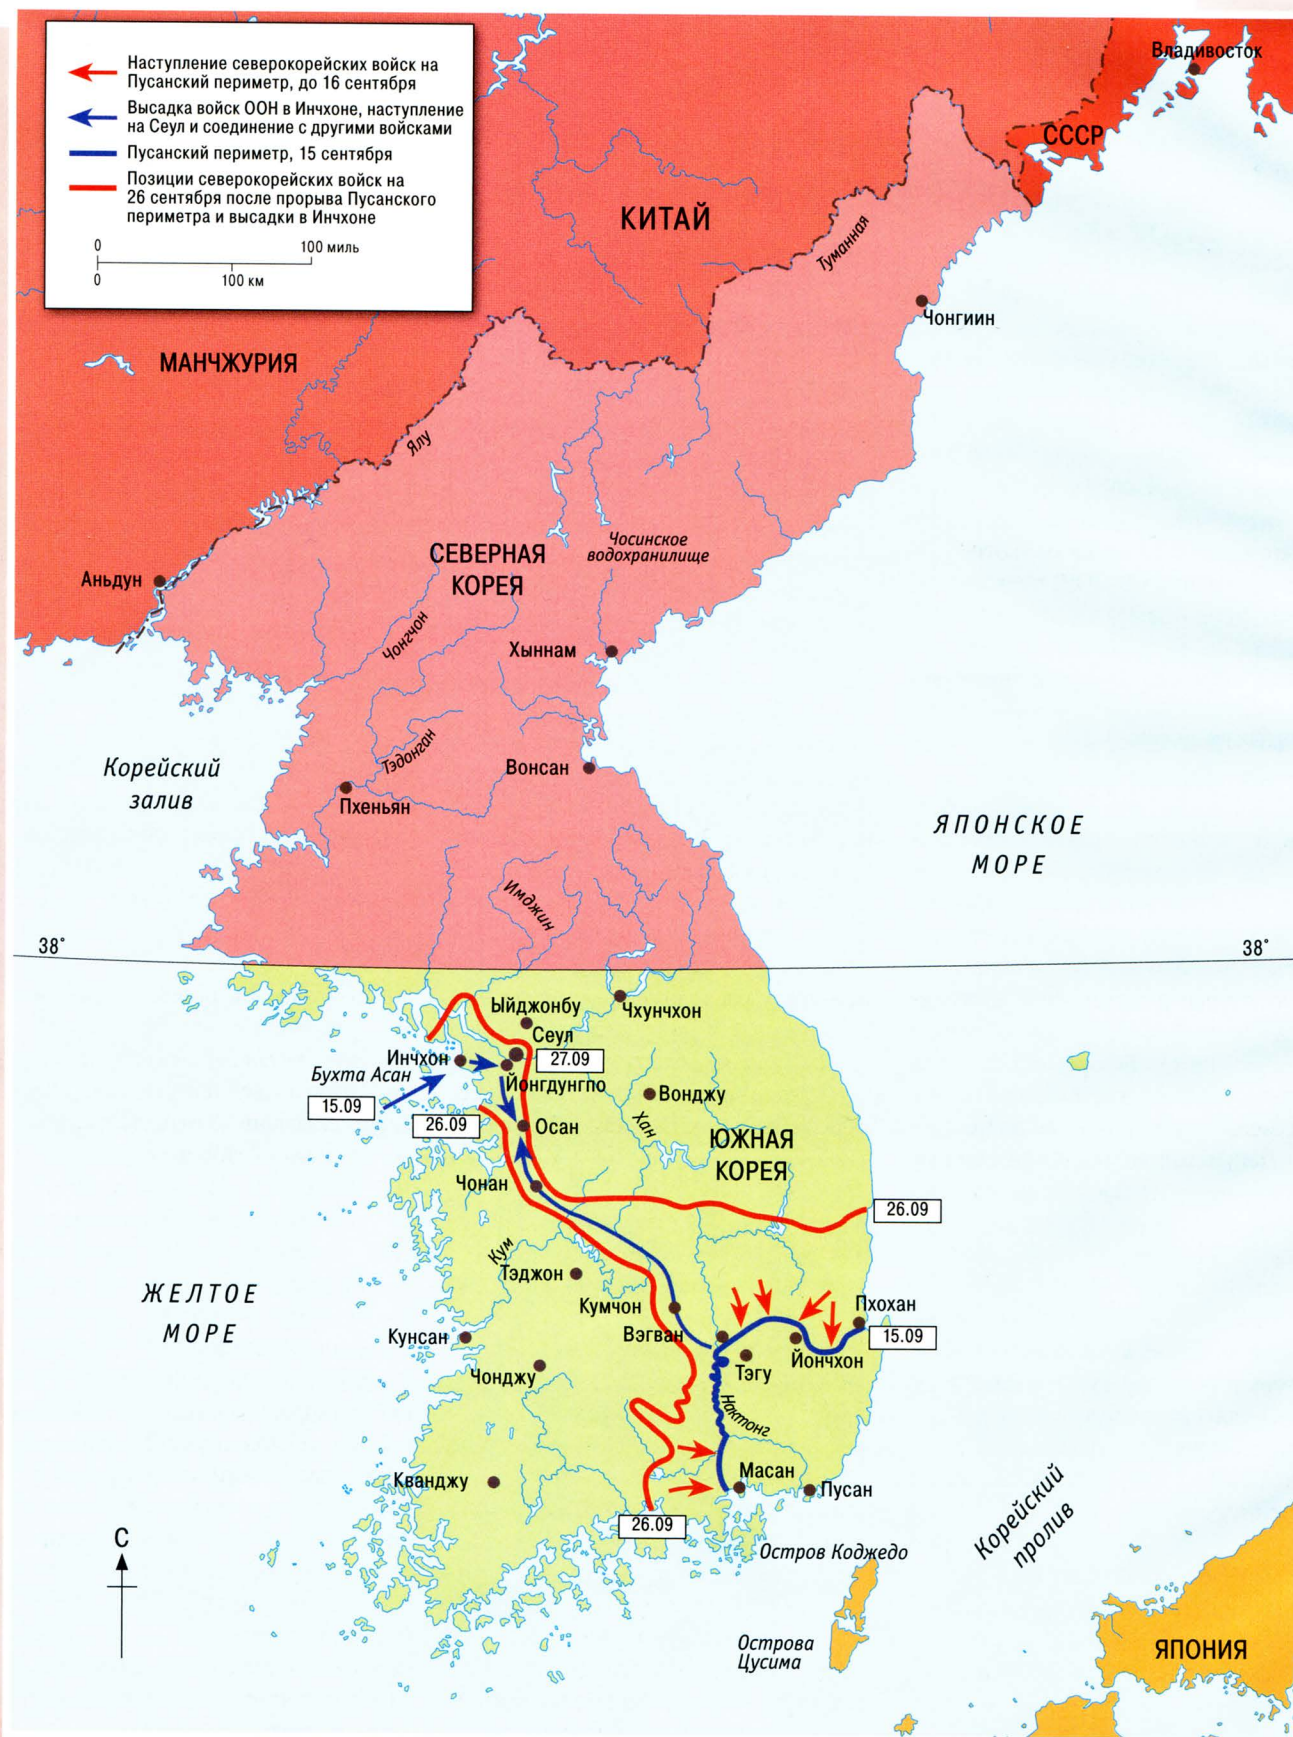 Наступление северокорейских войск на
Пусанский периметр, до 16 сентября
Высадка войск ООН в Инчхоне, наступление
на Сеул и соединение с другими войсками
Пусанский периметр, 15 сентября
Позиции северокорейских войск на
26 сентября после прорыва Пусанского
периметра и высадки в Инчхоне
0 100 миль
0 100 км
Владивосток
СССР
КИТАЙ
Туманная
Чонгиин
МАНЧЖУРИЯ
Ялу
Чосинское
водохранилище
СЕВЕРНАЯ
КОРЕЯ
Аньдун
Чонгчон
Хыннам
Корейский
залив
Тэдонган
Вонсан
Пхеньян
ЯПОНСКОЕ
МОРЕ
Имджин
38°
38°
Ыйджонбу
Чхунчхон
Сеул
27.09
Инчхон
Бухта Асан
Йонгдунгпо
Вонджу
15.09
26.09
Осан
Хан
ЮЖНАЯ
КОРЕЯ
Чонан
26.09
Кум
Тэджон
ЖЕЛТОЕ
МОРЕ
Кумчон
Пхохан
Кунсан
Вэгван
15.09
Йончхон
Чонджу
Тэгу
Нактонг
Масан
Кванджу
Пусан
26.09
С
Остров Коджедо
Корейский
пролив
Острова
Цусима
ЯПОНИЯ